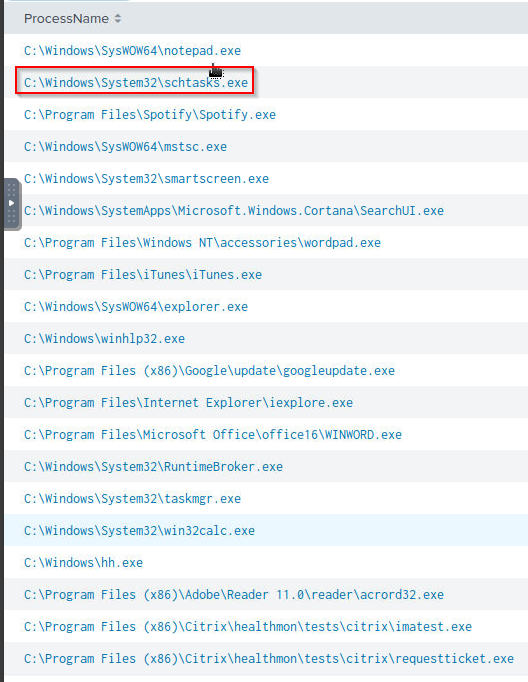 ProcessName
C:\Windows\SysWOW64\notepad.exe
C:\Windows\System32\schtasks.exe
C:\Program Files\Spotify\Spotify.exe
C:\Windows\SysWOW64\mstsc.exe
C:\Windows\System32\smartscreen.exe
C:\Windows\SystemApps\Microsoft.Windows.Cortana\SearchUI.exe
C:\Program Files\Windows NT\accessories\wordpad.exe
C:\Program Files\iTunes\iTunes.exe
C:\Windows\SysWOW64\explorer.exe
C:\Windows\winhlp32.exe
C:\Program Files (x86)\Google\update\googleupdate.exe
C:\Program Files\Internet Explorer\iexplore.exe
C:\Program Files\Microsoft Office\office16\WINWORD.exe
C:\Windows\System32\RuntimeBroker.exe
C:\Windows\System32\taskmgr.exe
C:\Windows\System32\win32calc.exe
C:\Windows\hh.exe
C:\Program Files (x86)\Adobe\Reader 11.0\reader\acrord32.exe
C:\Program Files (x86)\Citrix\healthmon\tests\citrix\imatest.exe
C:\Program Files (x86)\Citrix\healthmon\tests\citrix\requestticket.exe